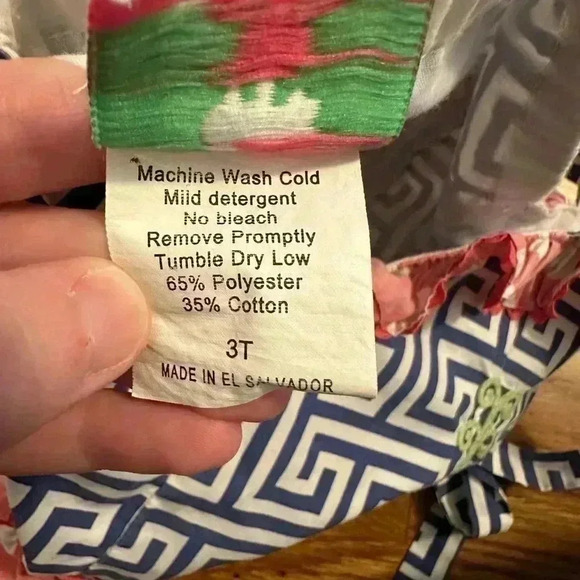 Machine Wash Cold
Mild detergent
No bleach
Remove Promptly
Tumble Dry Low
65% Polyester
35% Cotton
3T
MADE IN EL SALVADOR